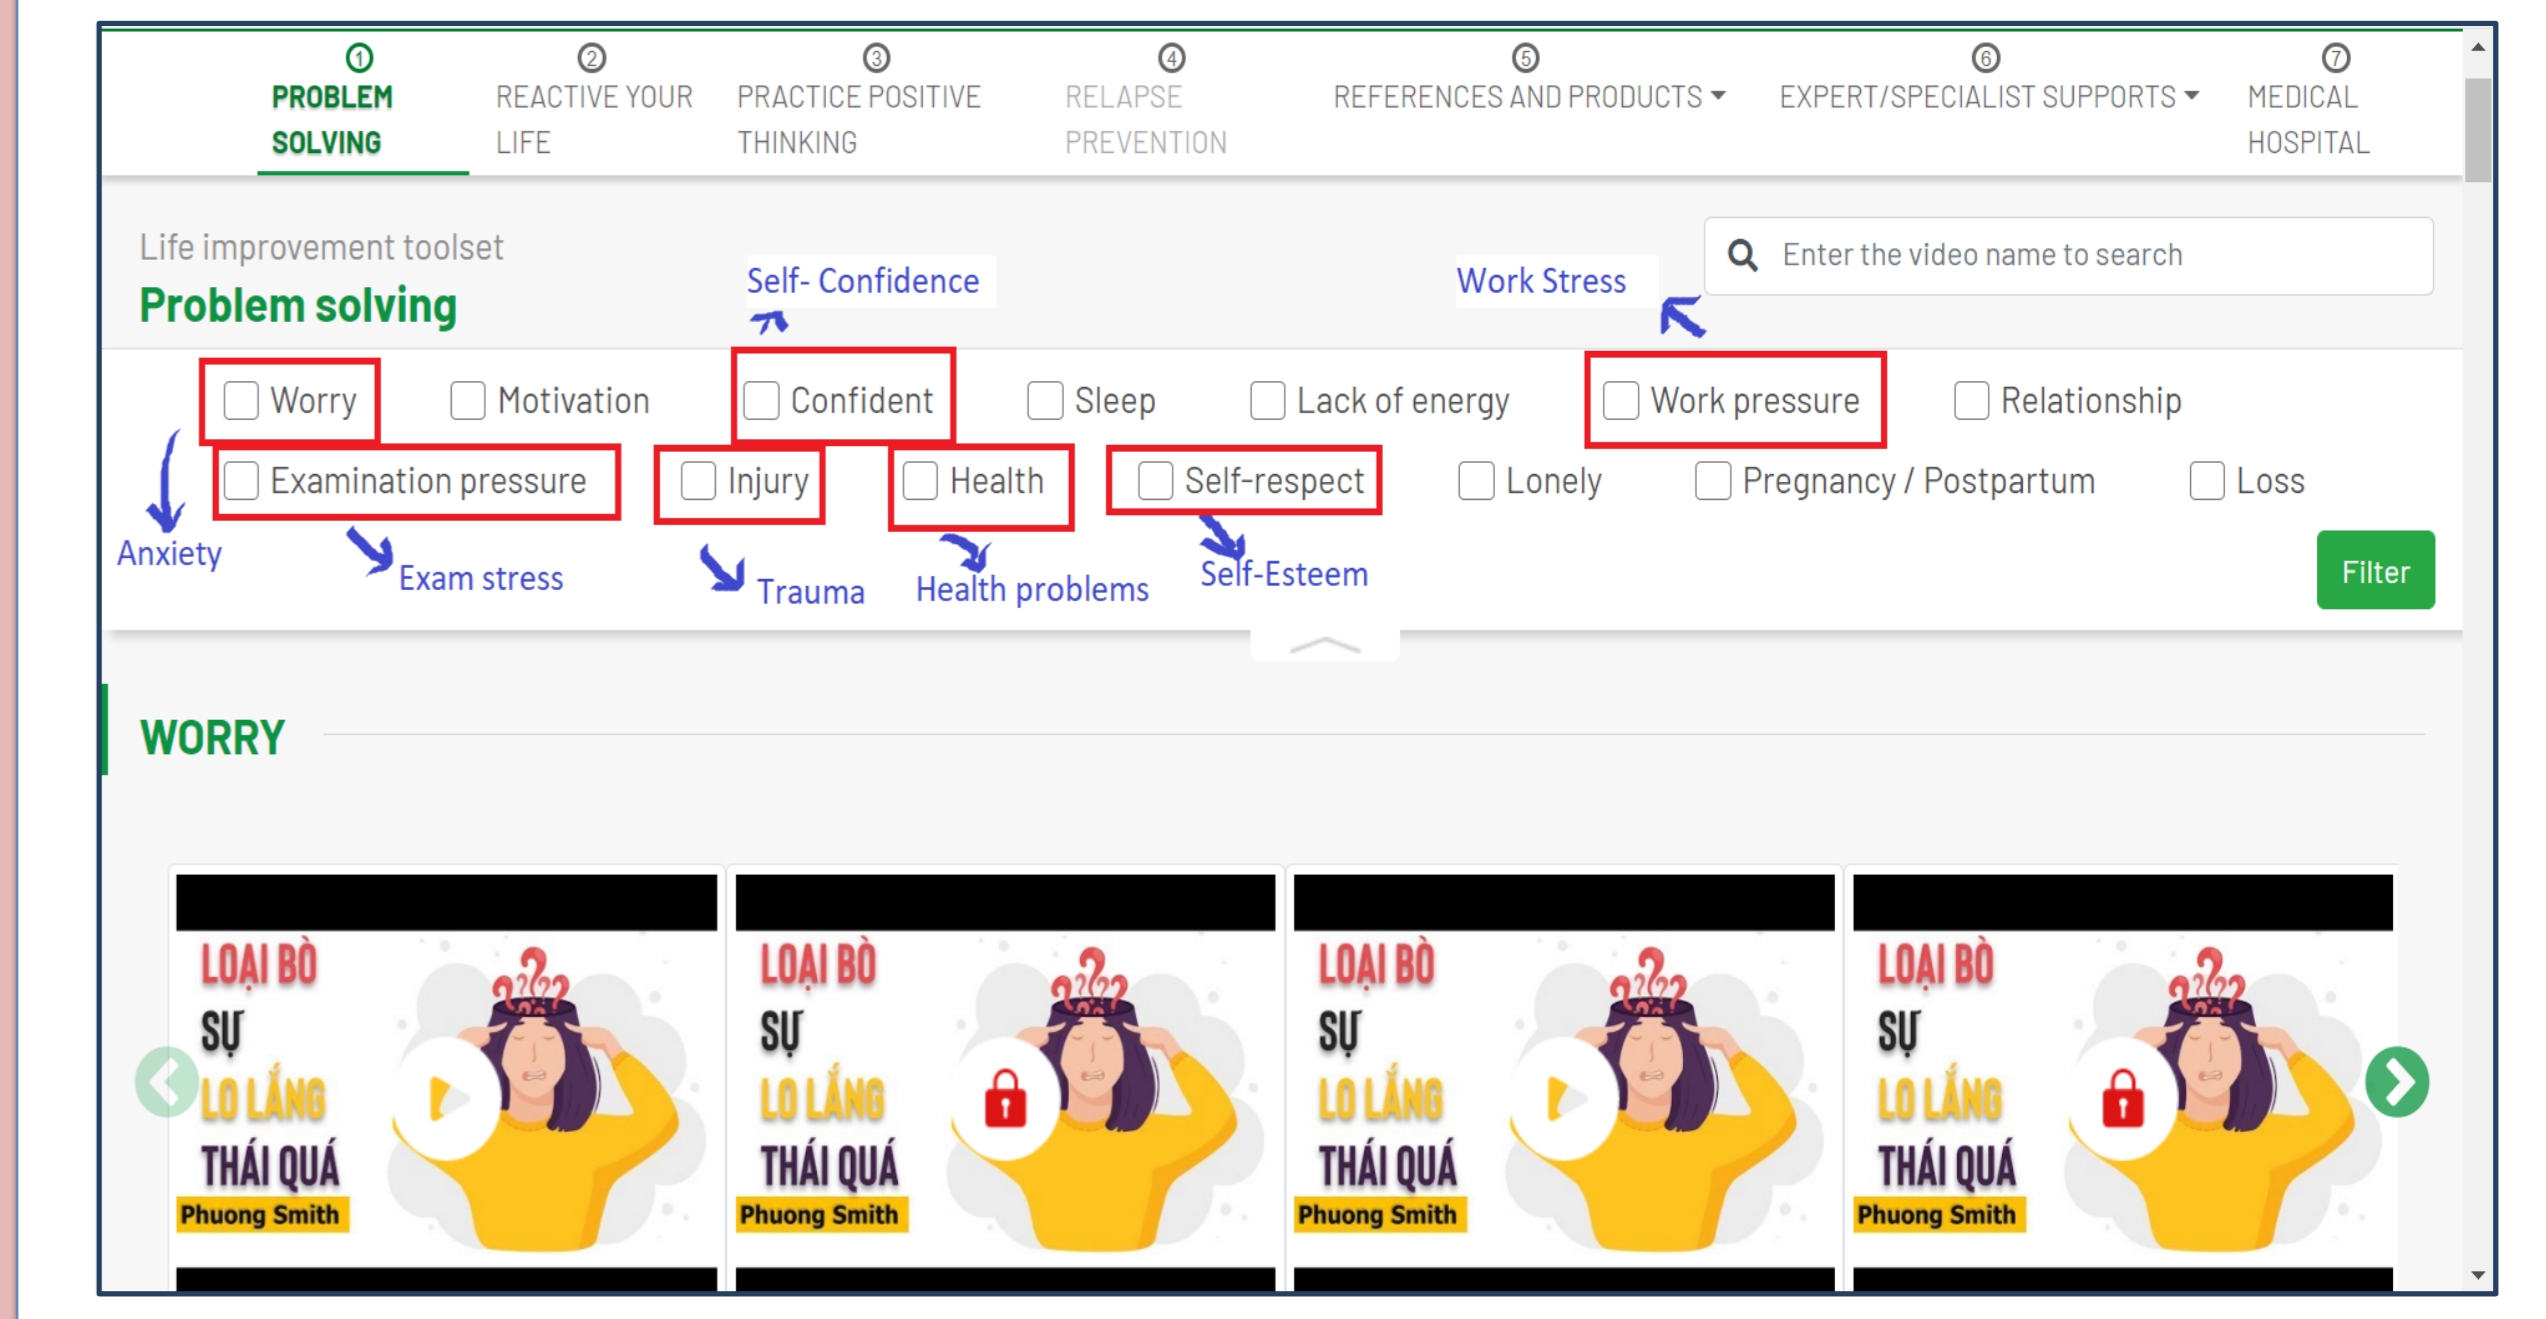 1 2 3 4 5 6 7
PROBLEM SOLVING
REACTIVE YOUR LIFE
PRACTICE POSITIVE THINKING
RELAPSE PREVENTION
REFERENCES AND PRODUCTS
EXPERT/SPECIALIST SUPPORTS
MEDICAL HOSPITAL
Life improvement toolset
Problem solving
Self- Confidence
Work Stress
Enter the video name to search
Worry Motivation Confident Sleep Lack of energy Work pressure Relationship
Examination pressure Injury Health Self-respect Lonely Pregnancy / Postpartum Loss
Anxiety
Exam stress
Trauma
Health problems
Self-Esteem
Filter
WORRY
LOẠI BỎ
SỰ
LO LẮNG
THÁI QUÁ
Phuong Smith
LOẠI BỎ
SỰ
LO LẮNG
THÁI QUÁ
Phuong Smith
LOẠI BỎ
SỰ
LO LẮNG
THÁI QUÁ
Phuong Smith
LOẠI BỎ
SỰ
LO LẮNG
THÁI QUÁ
Phuong Smith